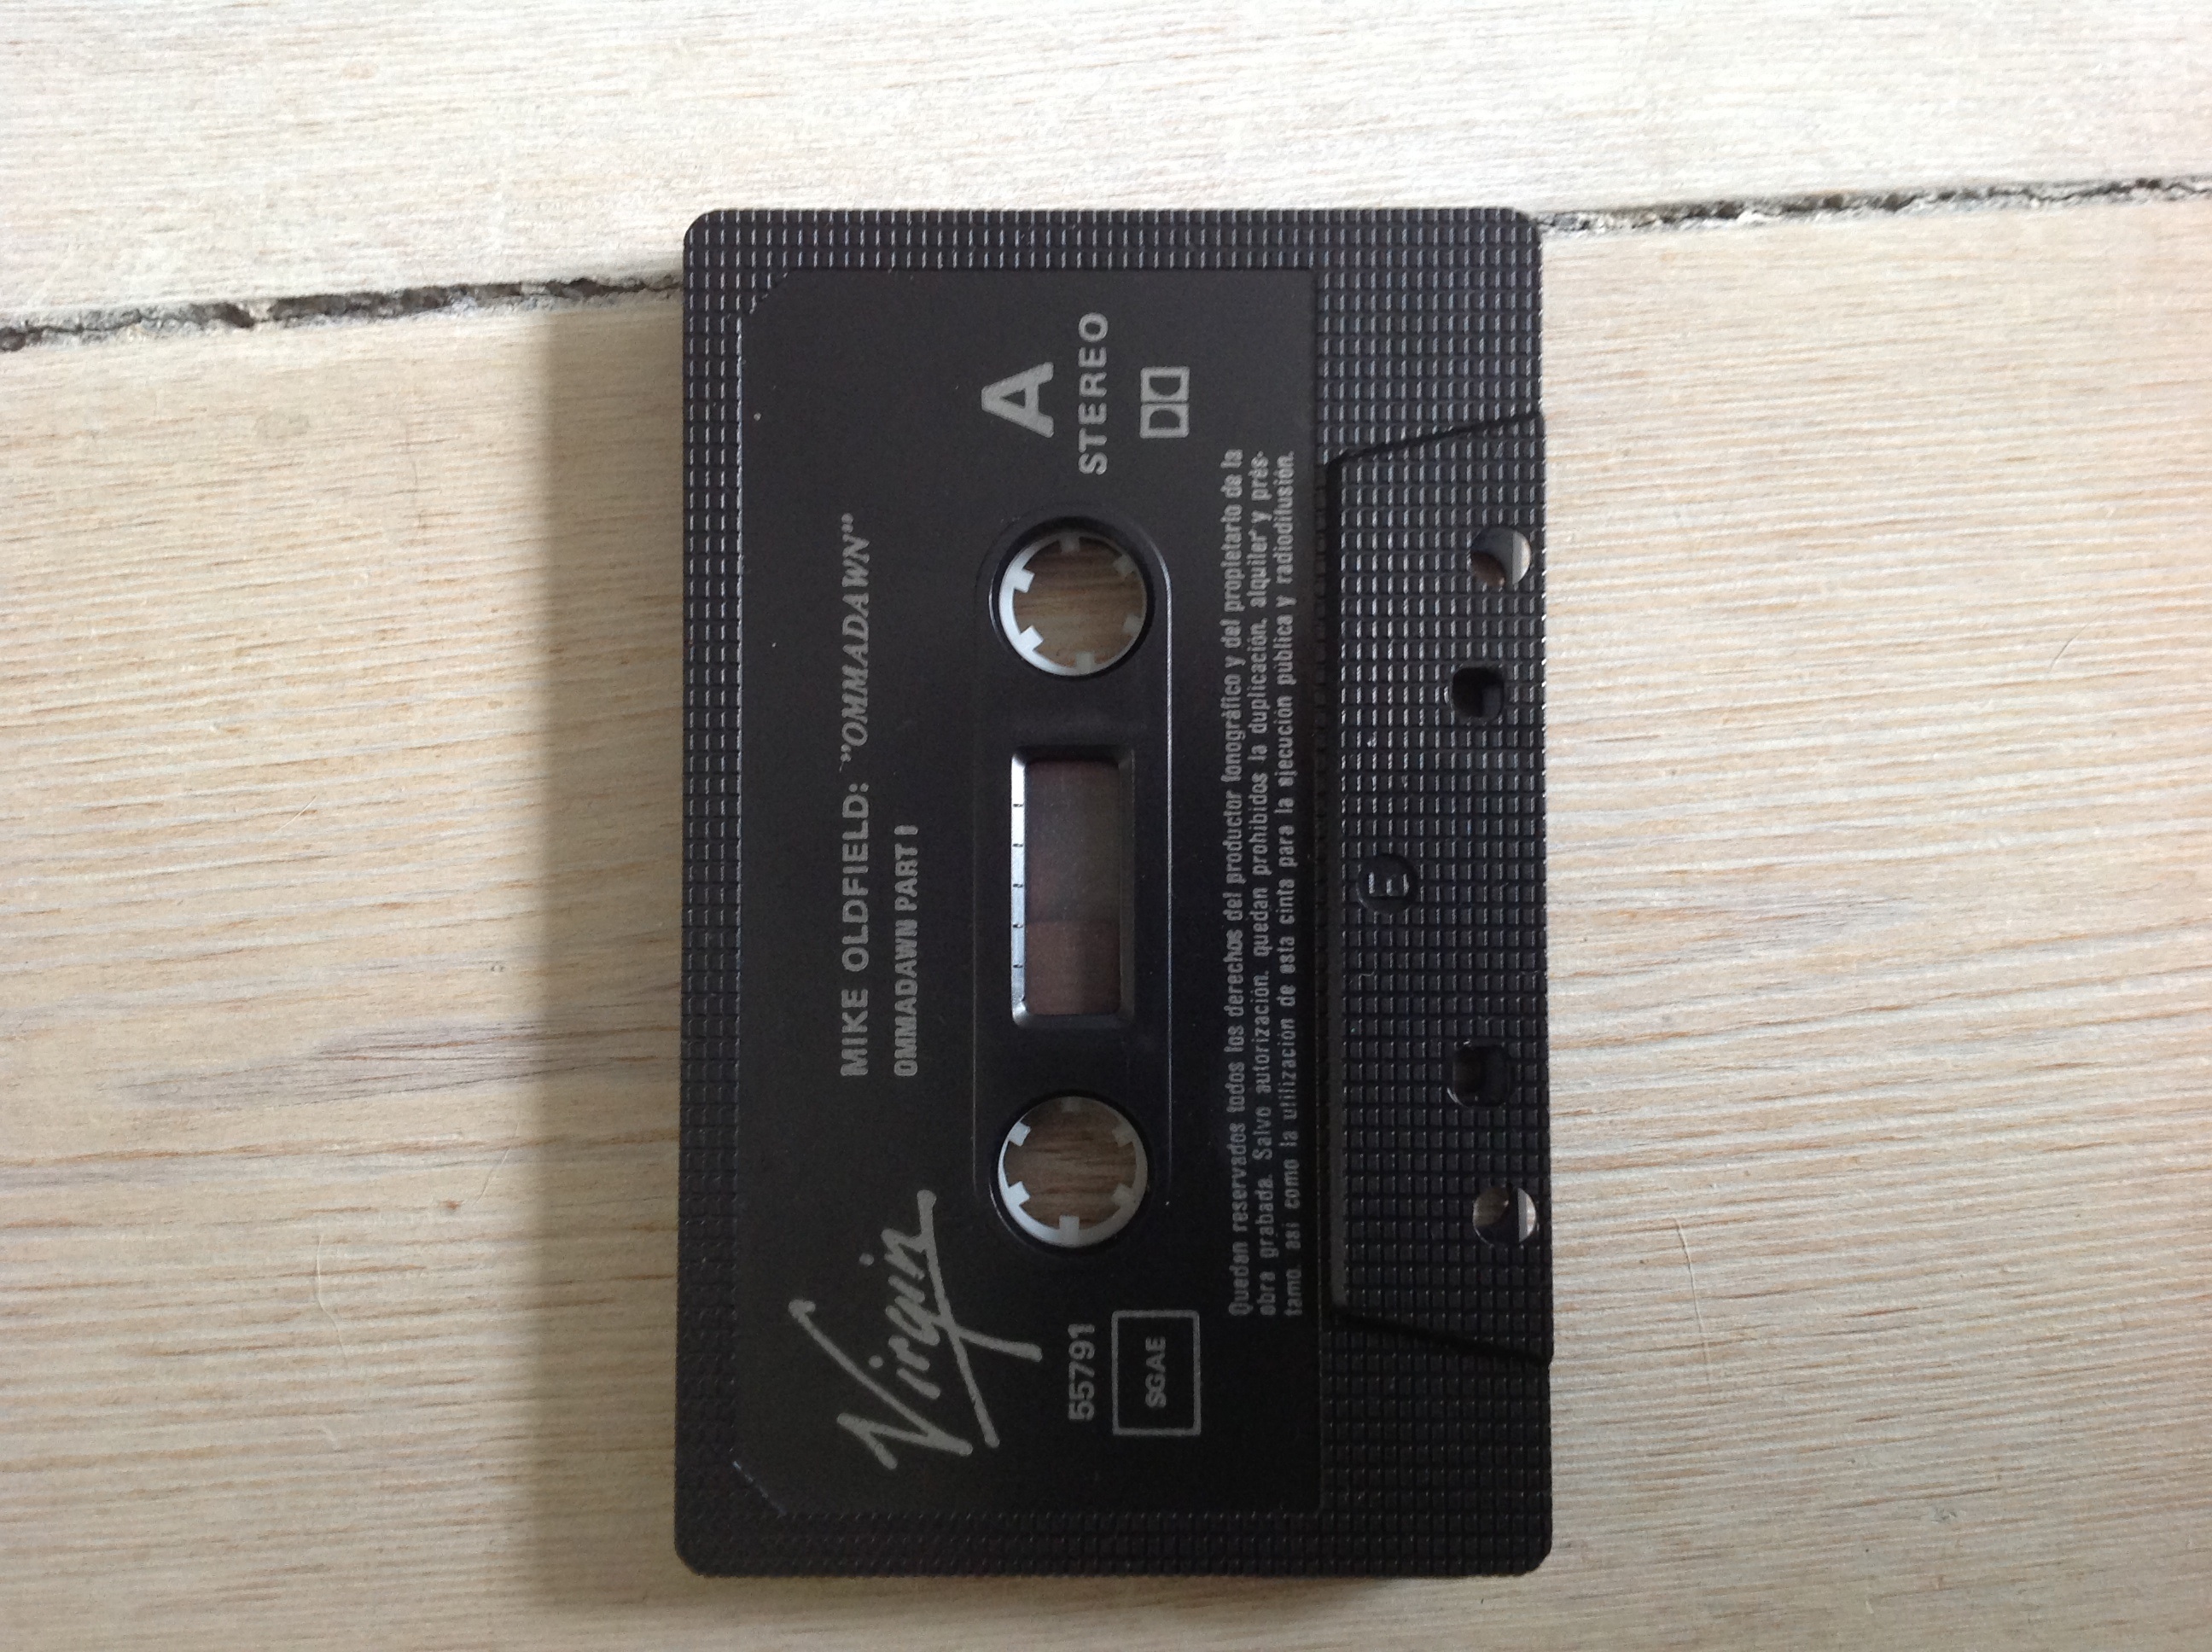 MIKE OLDFIELD: "OMMADAWN"
OMMADAWN PART I
Virgin
A
STEREO
55791
SGAE
Quedan reservados todos los derechos del productor fonográfico y del propietario de la
obra grabada. Salvo autorización, quedan prohibidos la duplicación, alquiler y prés-
tamo, así como la utilización de esta cinta para la ejecución pública y radiodifusión.
E